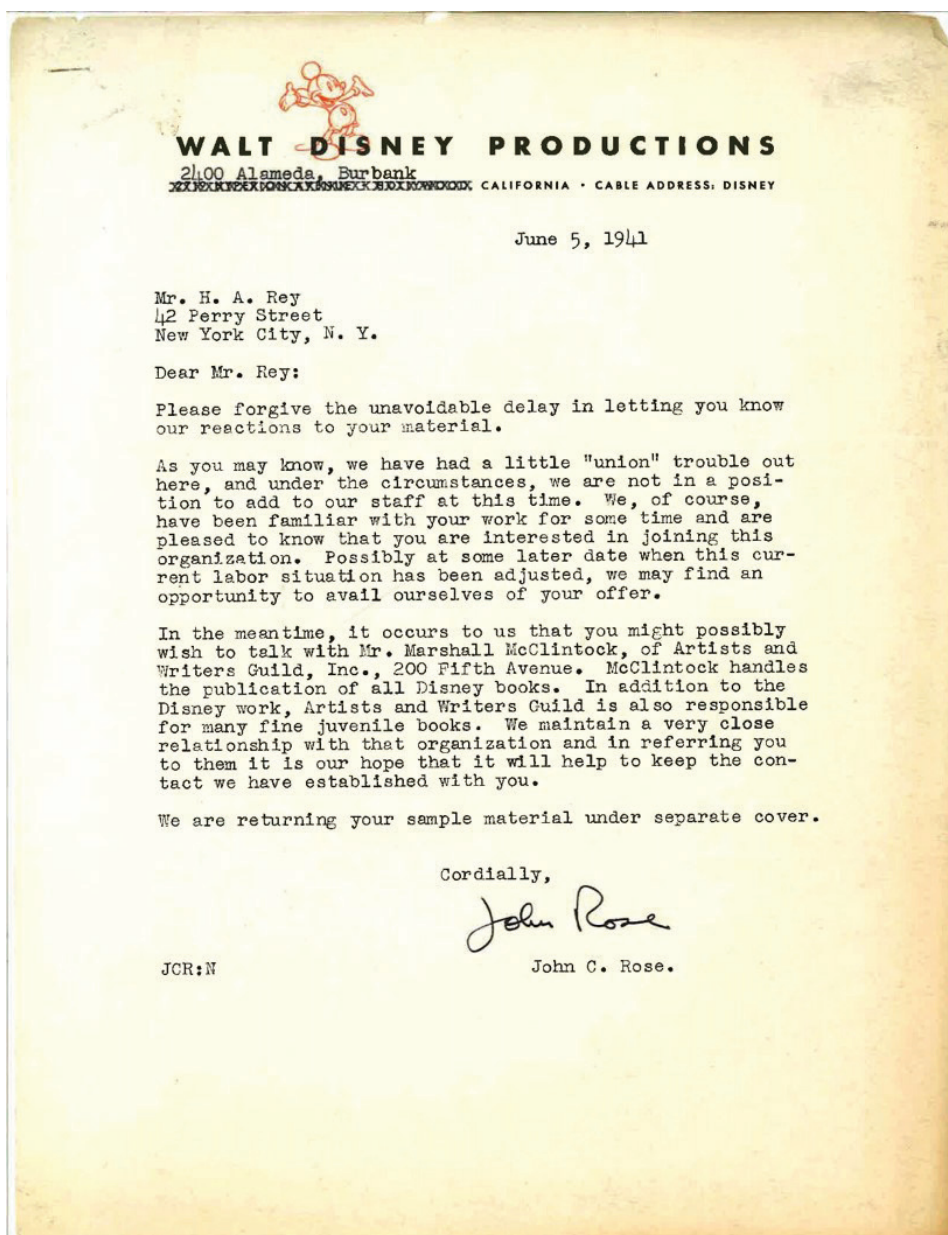 WALT DISNEY PRODUCTIONS
2400 Alameda, Burbank
CALIFORNIA · CABLE ADDRESS: DISNEY
June 5, 1941
Mr. H. A. Rey
42 Perry Street
New York City, N. Y.
Dear Mr. Rey:
Please forgive the unavoidable delay in letting you know
our reactions to your material.
As you may know, we have had a little "union" trouble out
here, and under the circumstances, we are not in a posi-
tion to add to our staff at this time. We, of course,
have been familiar with your work for some time and are
pleased to know that you are interested in joining this
organization. Possibly at some later date when this cur-
rent labor situation has been adjusted, we may find an
opportunity to avail ourselves of your offer.
In the meantime, it occurs to us that you might possibly
wish to talk with Mr. Marshall McClintock, of Artists and
Writers Guild, Inc., 200 Fifth Avenue. McClintock handles
the publication of all Disney books. In addition to the
Disney work, Artists and Writers Guild is also responsible
for many fine juvenile books. We maintain a very close
relationship with that organization and in referring you
to them it is our hope that it will help to keep the con-
tact we have established with you.
We are returning your sample material under separate cover.
Cordially,
John Rose
JCR:N John C. Rose.